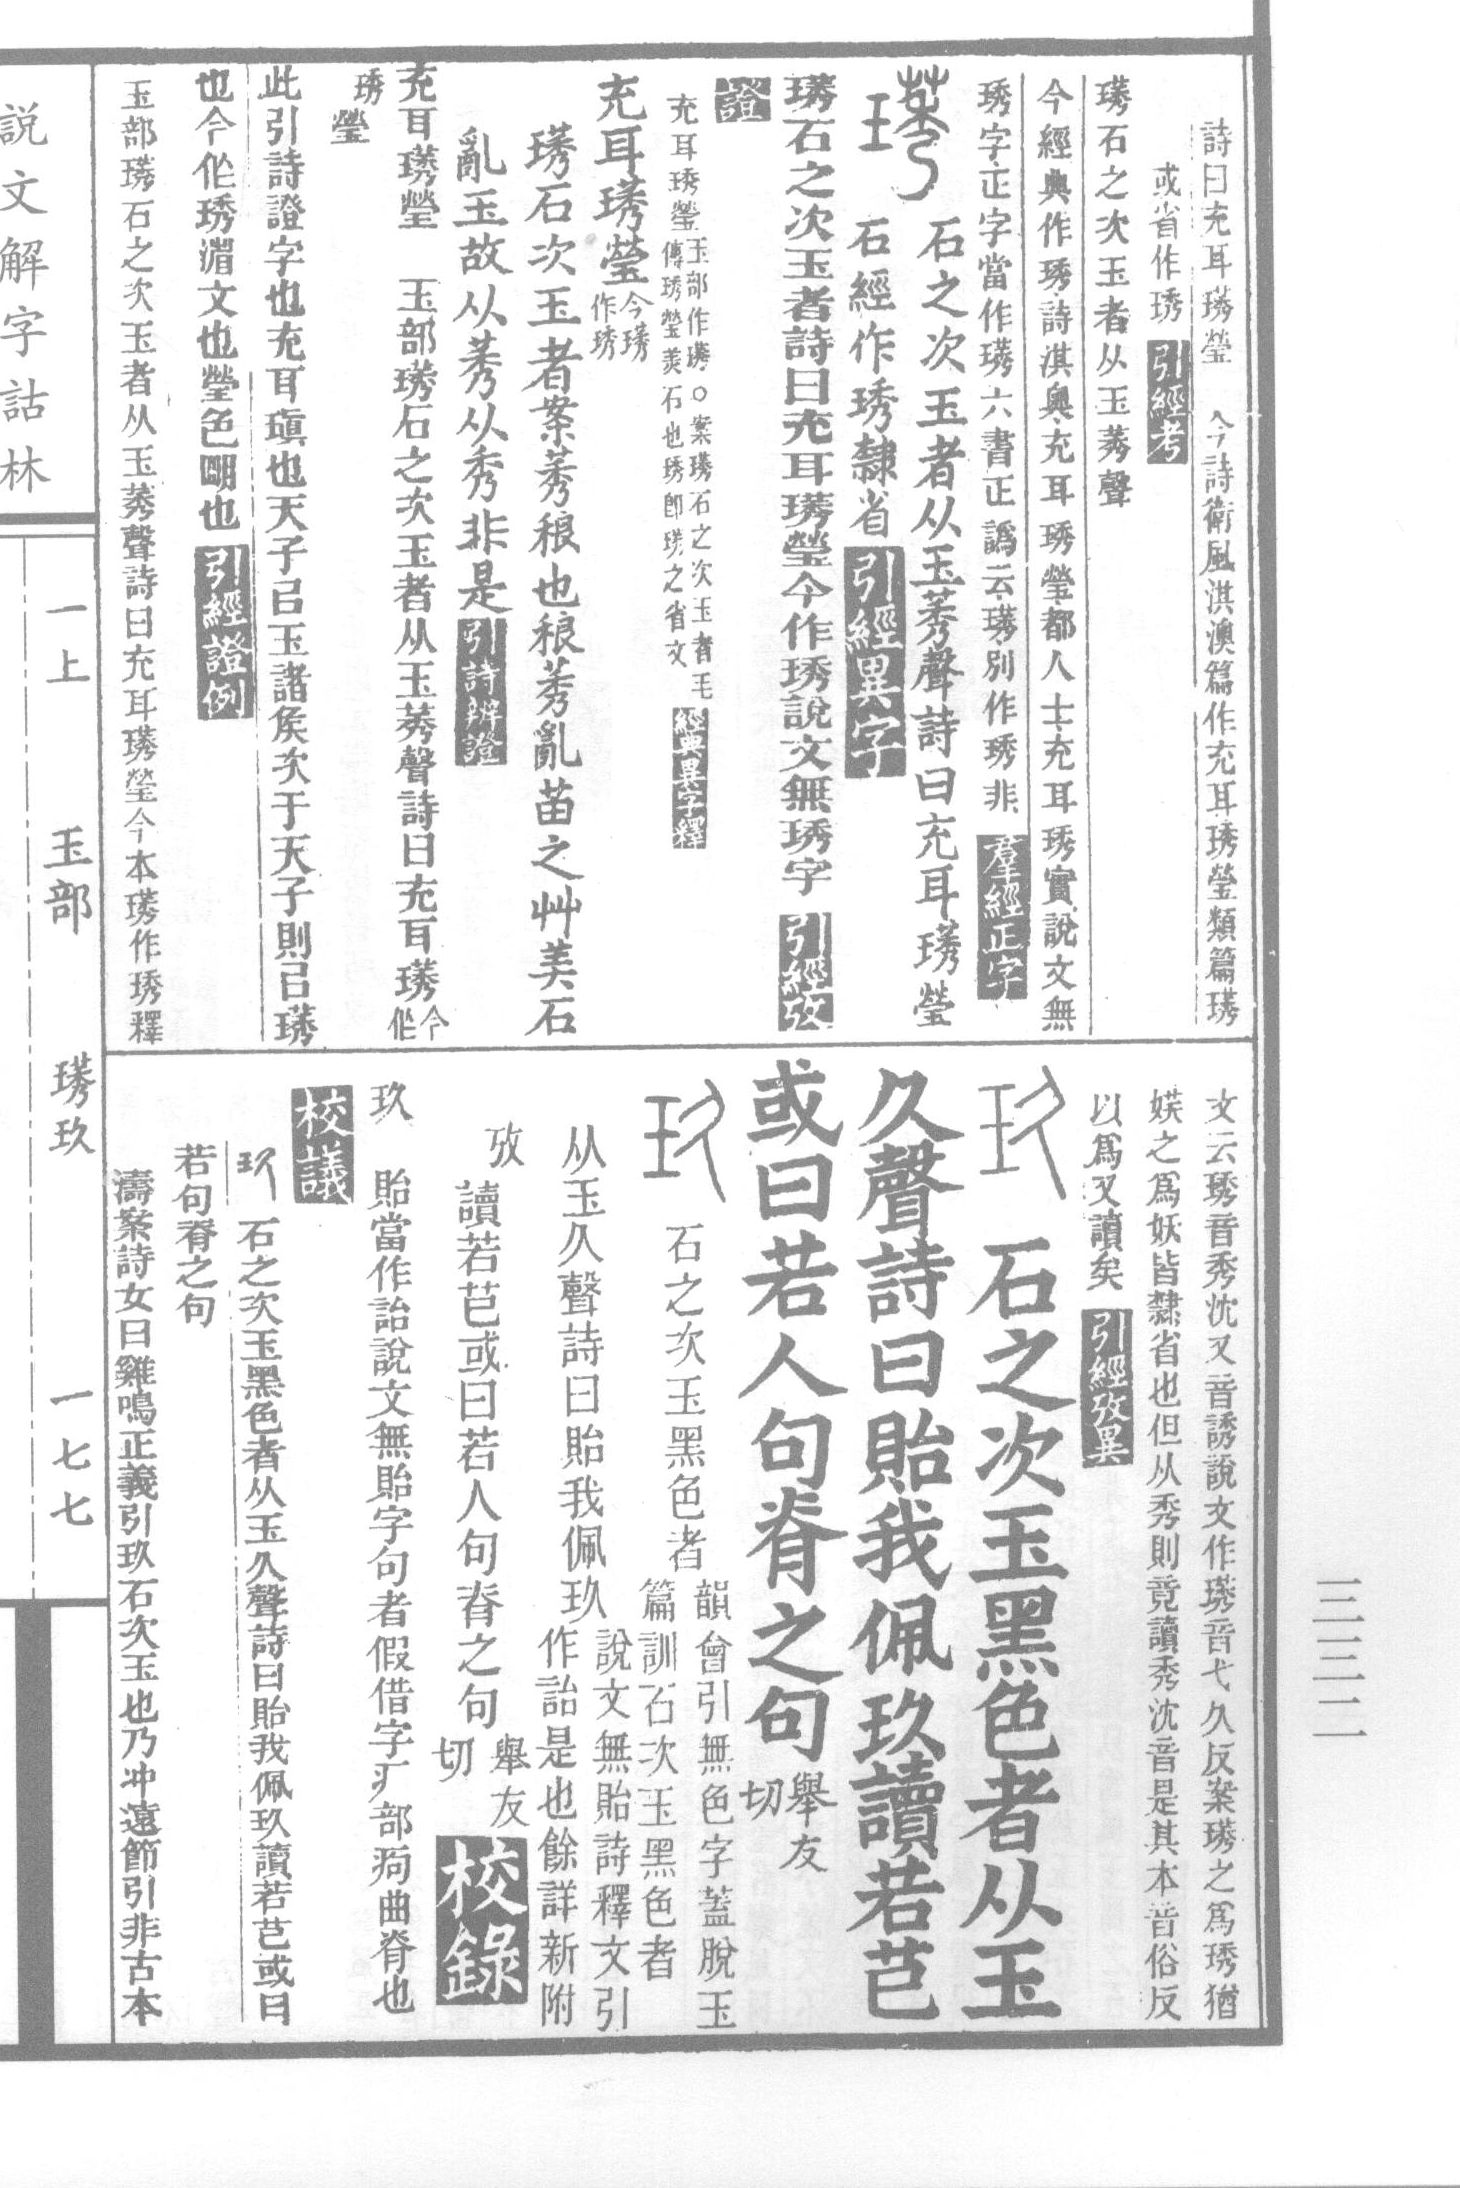 詩曰充耳璓瑩 今詩衛風淇澳篇作充耳琇瑩類篇璓
或省作琇 引經考
璓石之次玉者从玉莠聲
今經典作琇詩淇奧充耳琇瑩都人士充耳琇實說文無
琇字正字當作璓六書正譌云璓別作琇非 羣經正字
璓 石之次玉者从玉莠聲詩曰充耳璓瑩
石經作琇隸省 引經異字
璓石之次玉者詩曰充耳璓瑩今作琇說文無琇字 引經攷
證
充耳琇瑩 玉部作璓○案璓石之次玉者毛
傳琇瑩美石也琇卽璓之省文 經典異字釋
充耳璓瑩 今璓
作琇
璓石次玉者案莠稂也稂莠亂苗之艸美石
亂玉故从莠从秀非是 引詩辨證
充耳璓瑩 玉部璓石之次玉者从玉莠聲詩曰充耳璓 今
作
琇
瑩
此引詩證字也充耳瑱也天子㠯玉諸矦次于天子則㠯璓
也今作琇渻文也瑩色朙也 引經證例
玉部璓石之次玉者从玉莠聲詩曰充耳璓瑩今本璓作琇釋
文云琇音秀沈又音誘說文作璓音弋久反案璓之爲琇猶
媖之爲妖皆隸省也但从秀則竟讀秀沈音是其本音俗反
以爲又讀矣 引經攷異
玖 石之次玉黑色者从玉
久聲詩曰貽我佩玖讀若芑
或曰若人句脊之句 舉友
切
玖 石之次玉黑色者 韻會引無色字蓋脫玉
篇訓石次玉黑色者
从玉久聲詩曰貽我佩玖 說文無貽詩釋文引
作詒是也餘詳新附
攷
讀若芑或曰若人句脊之句 舉友
切 校錄
玖
貽當作詒說文無貽字句者假借字疒部痀曲脊也
校議
玖 石之次玉黑色者从玉久聲詩曰貽我佩玖讀若芑或曰
若句脊之句
濤案詩女曰雞鳴正義引玖石次玉也乃冲遠節引非古本
說文解字詁林
一上 玉部 璓玖 一七七
三三二